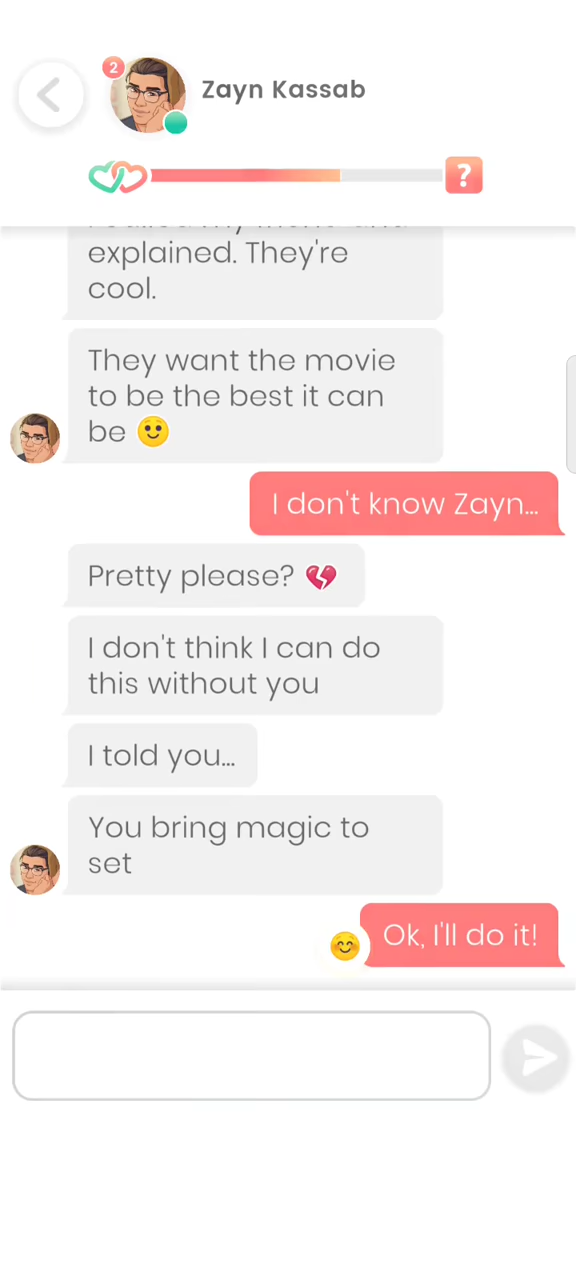 2
Zayn Kassab
?
explained. They're
cool.
They want the movie
to be the best it can
be 🙂
I don't know Zayn...
Pretty please? 💔
I don't think I can do
this without you
I told you...
You bring magic to
set
Ok, I'll do it!